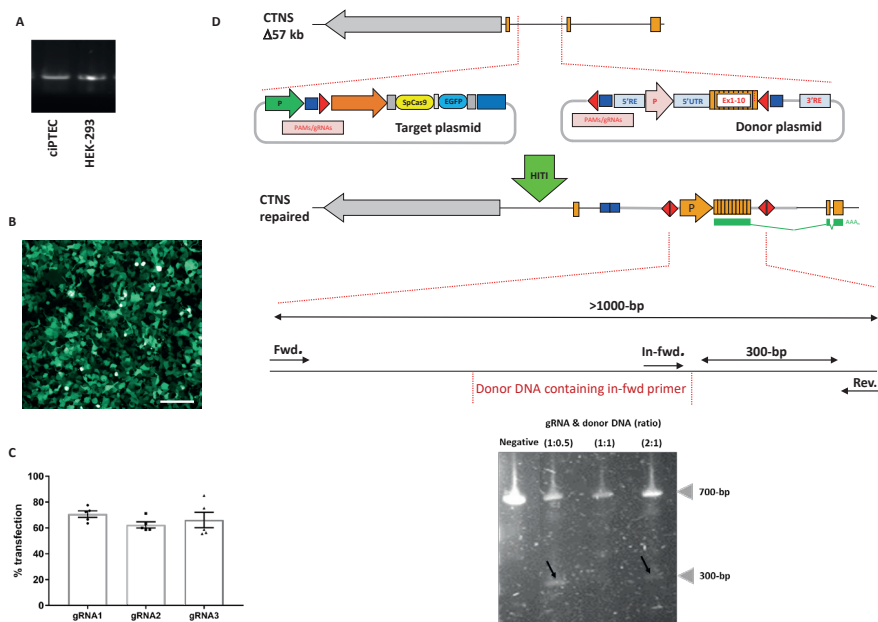 A
ciPTEC
HEK-293
B
C
% transfection
100
80
60
40
20
0
gRNA1
gRNA2
gRNA3
D
CTNS
Δ57 kb
P
SpCas9
EGFP
PAMs/gRNAs
Target plasmid
5'RE
P
5'UTR
Ex1-10
3'RE
PAMs/gRNAs
Donor plasmid
HITI
CTNS
repaired
P
AAAn
>1000-bp
Fwd.
In-fwd.
300-bp
Donor DNA containing in-fwd primer
Rev.
gRNA & donor DNA (ratio)
Negative (1:0.5) (1:1) (2:1)
700-bp
300-bp